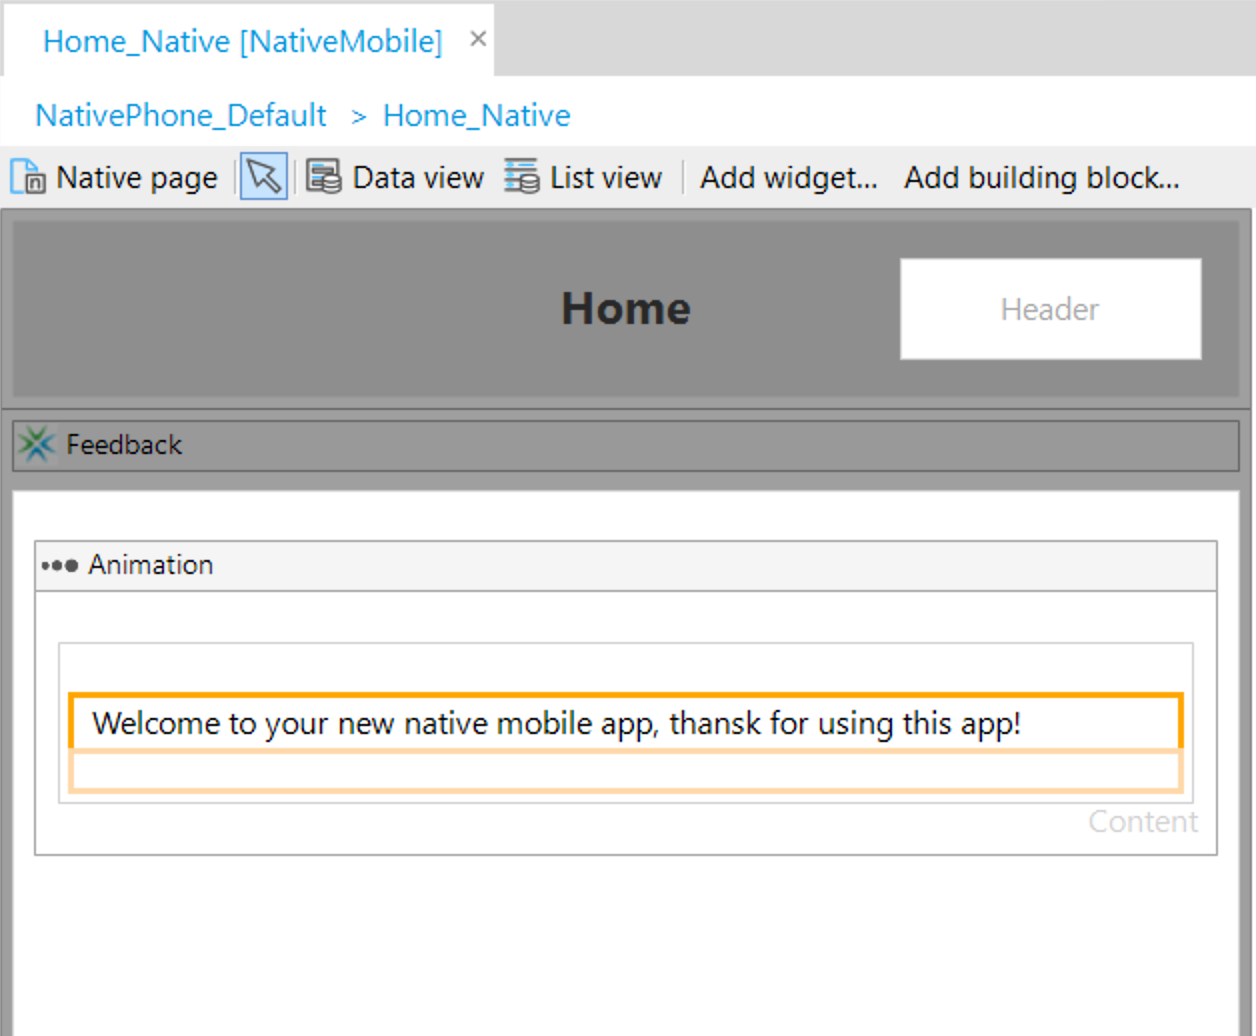 Home_Native [NativeMobile] ×
NativePhone_Default > Home_Native
Native page Data view List view Add widget... Add building block...
Home
Header
Feedback
Animation
Welcome to your new native mobile app, thansk for using this app!
Content